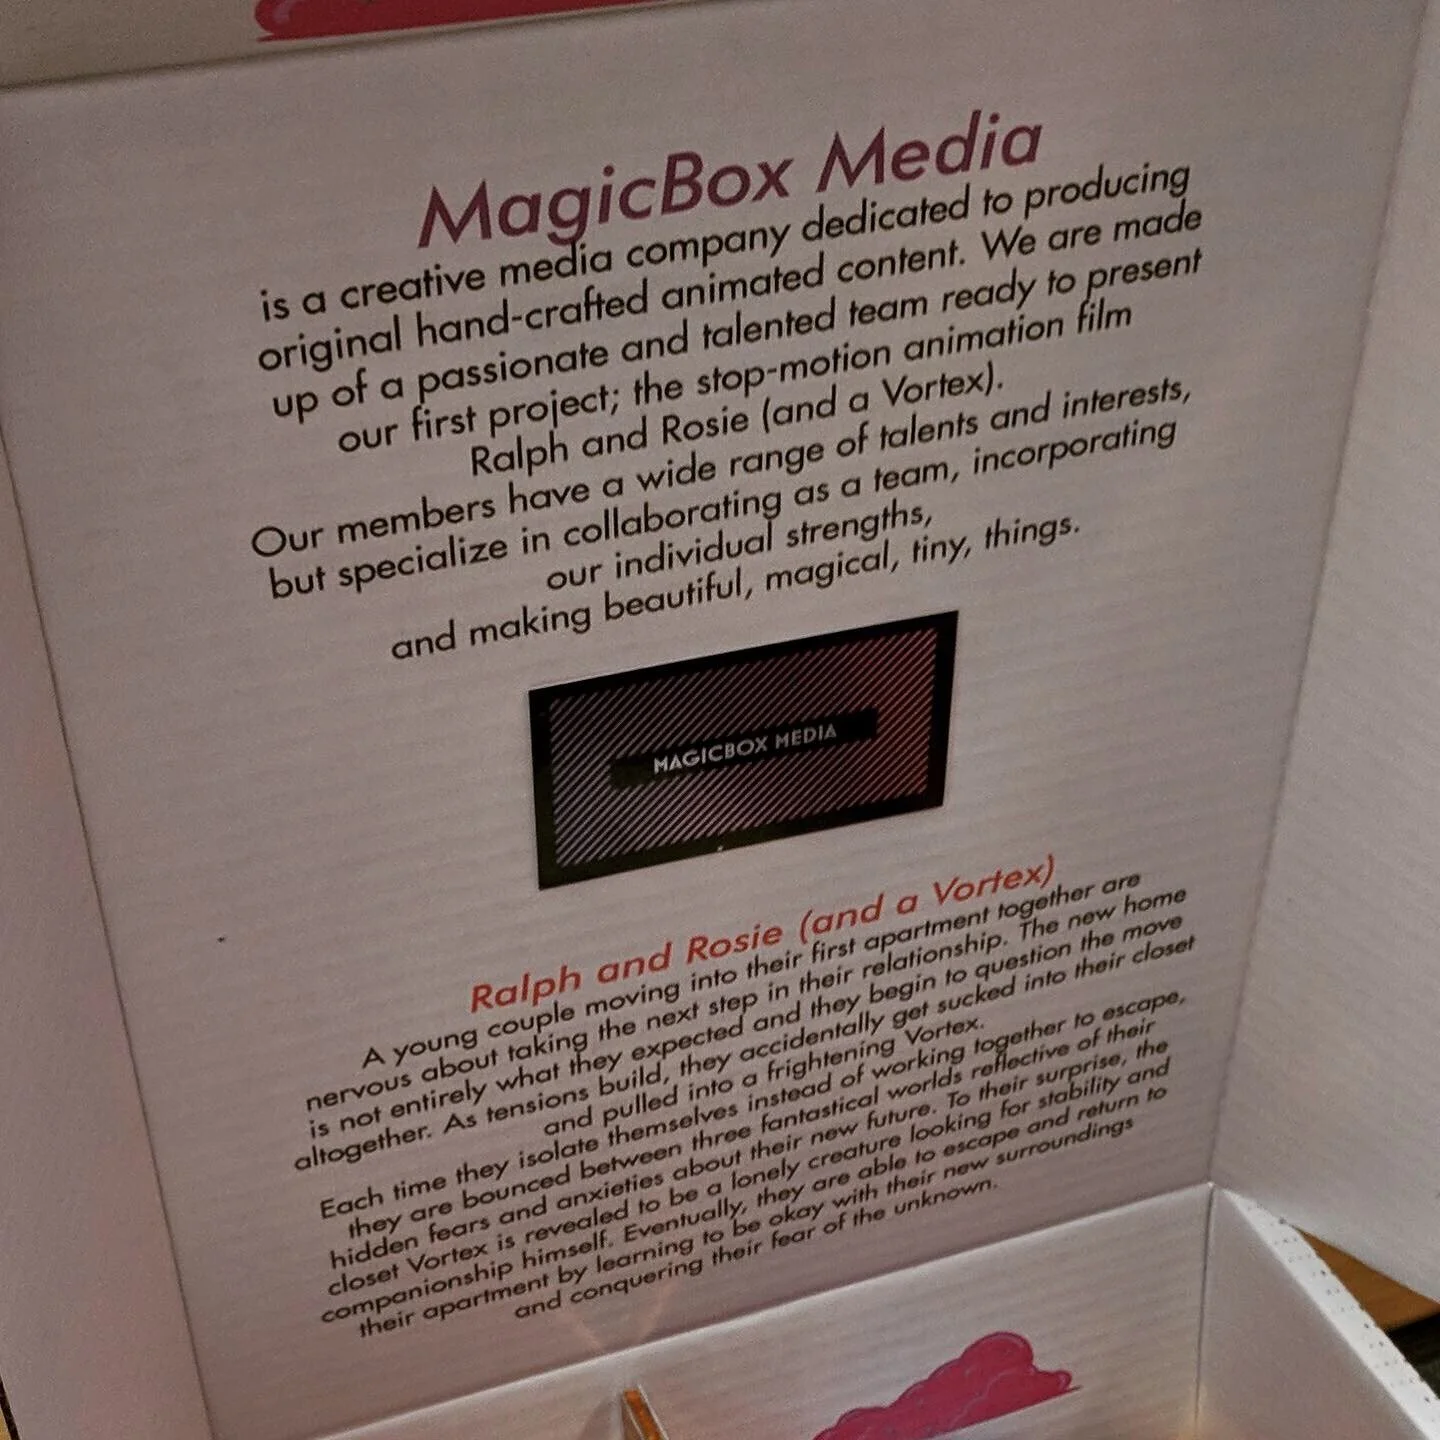 MagicBox Media
is a creative media company dedicated to producing
original hand-crafted animated content. We are made
up of a passionate and talented team ready to present
our first project; the stop-motion animation film
Ralph and Rosie (and a Vortex).
Our members have a wide range of talents and interests,
but specialize in collaborating as a team, incorporating
our individual strengths,
and making beautiful, magical, tiny, things.
MAGICBOX MEDIA
Ralph and Rosie (and a Vortex)
A young couple moving into their first apartment together are
nervous about taking the next step in their relationship. The new home
is not entirely what they expected and they begin to question the move
altogether. As tensions build, they accidentally get sucked into their closet
and pulled into a frightening Vortex.
Each time they isolate themselves instead of working together to escape,
they are bounced between three fantastical worlds reflective of their
hidden fears and anxieties about their new future. To their surprise, the
closet Vortex is revealed to be a lonely creature looking for stability and
companionship himself. Eventually, they are able to escape and return to
their apartment by learning to be okay with their new surroundings
and conquering their fear of the unknown.